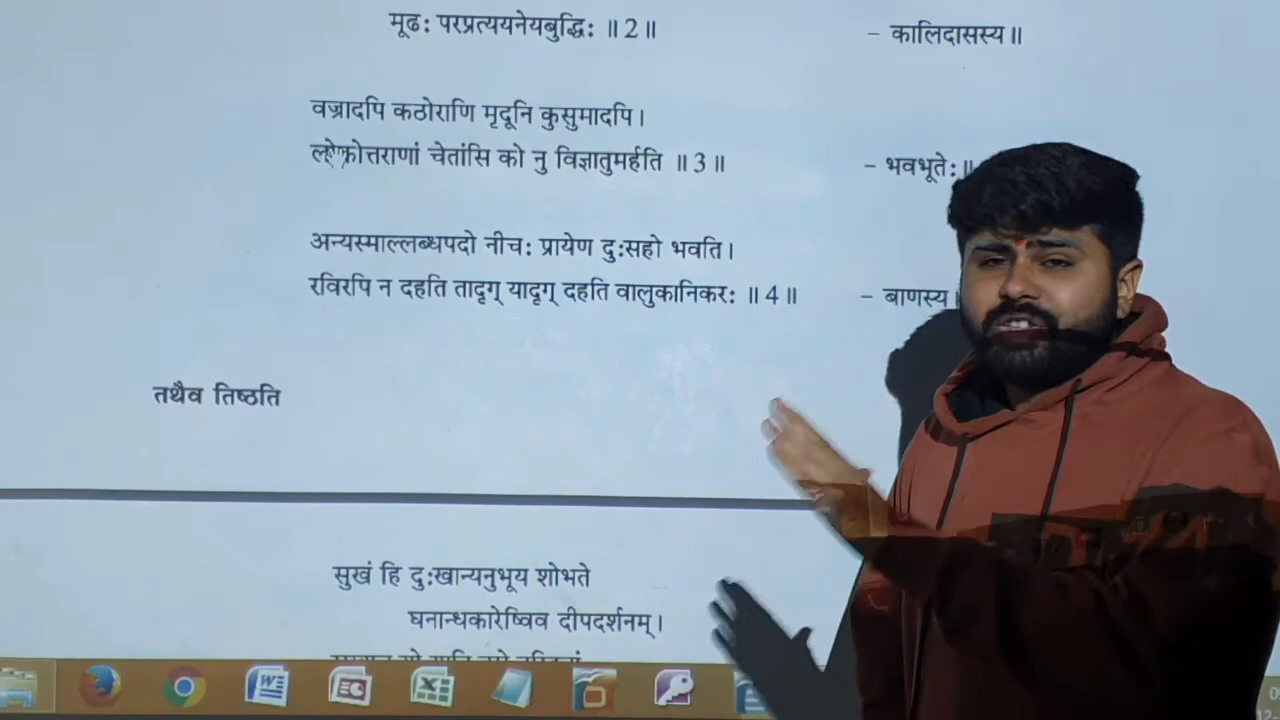 मूढः परप्रत्ययनेयबुद्धिः ॥ 2 ॥ - कालिदासस्य ॥
वज्रादपि कठोराणि मृदूनि कुसुमादपि ।
लोकोत्तराणां चेतांसि को नु विज्ञातुमर्हति ॥ 3 ॥ - भवभूतेः ॥
अन्यस्माल्लब्धपदो नीचः प्रायेण दुःसहो भवति ।
रविरपि न दहति तादृग् यादृग् दहति वालुकानिकरः ॥ 4 ॥ - बाणस्य
तथैव तिष्ठति
सुखं हि दुःखान्यनुभूय शोभते
घनान्धकारेष्विव दीपदर्शनम् ।